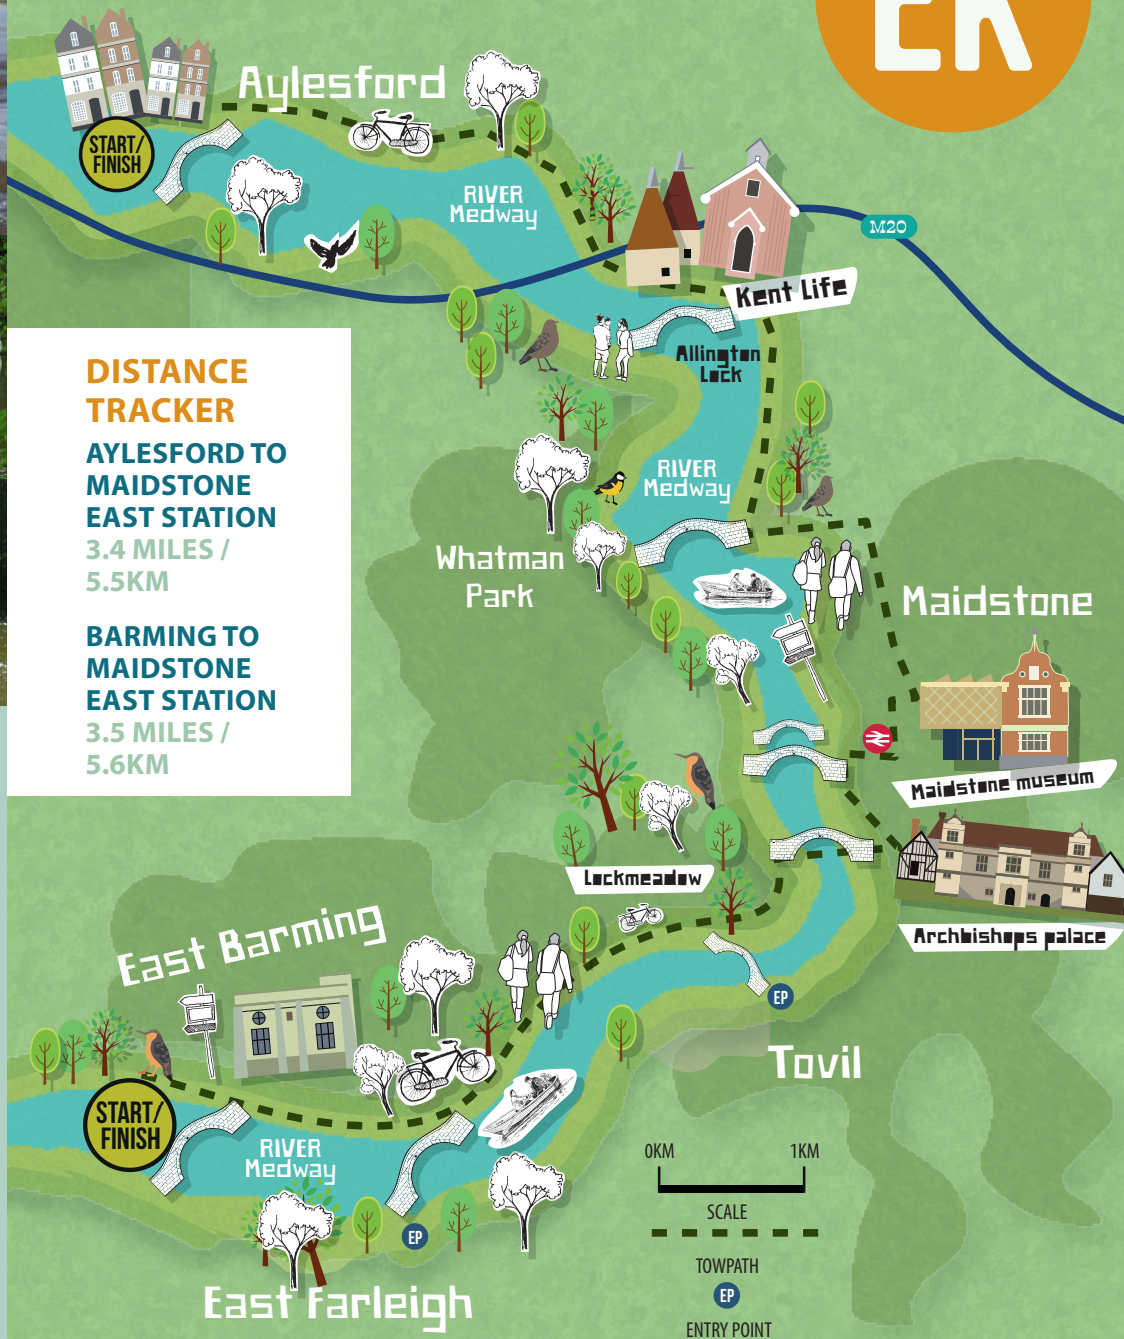 ER
Aylesford
START/
FINISH
RIVER
Medway
M20
Kent Life
Allington
Lock
DISTANCE
TRACKER
AYLESFORD TO
MAIDSTONE
EAST STATION
3.4 MILES /
5.5KM
BARMING TO
MAIDSTONE
EAST STATION
3.5 MILES /
5.6KM
RIVER
Medway
Whatman
Park
Maidstone
Maidstone museum
Lockmeadow
Archbishops palace
East Barming
EP
Tovil
START/
FINISH
RIVER
Medway
EP
East Farleigh
0KM 1KM
SCALE
TOWPATH
EP
ENTRY POINT